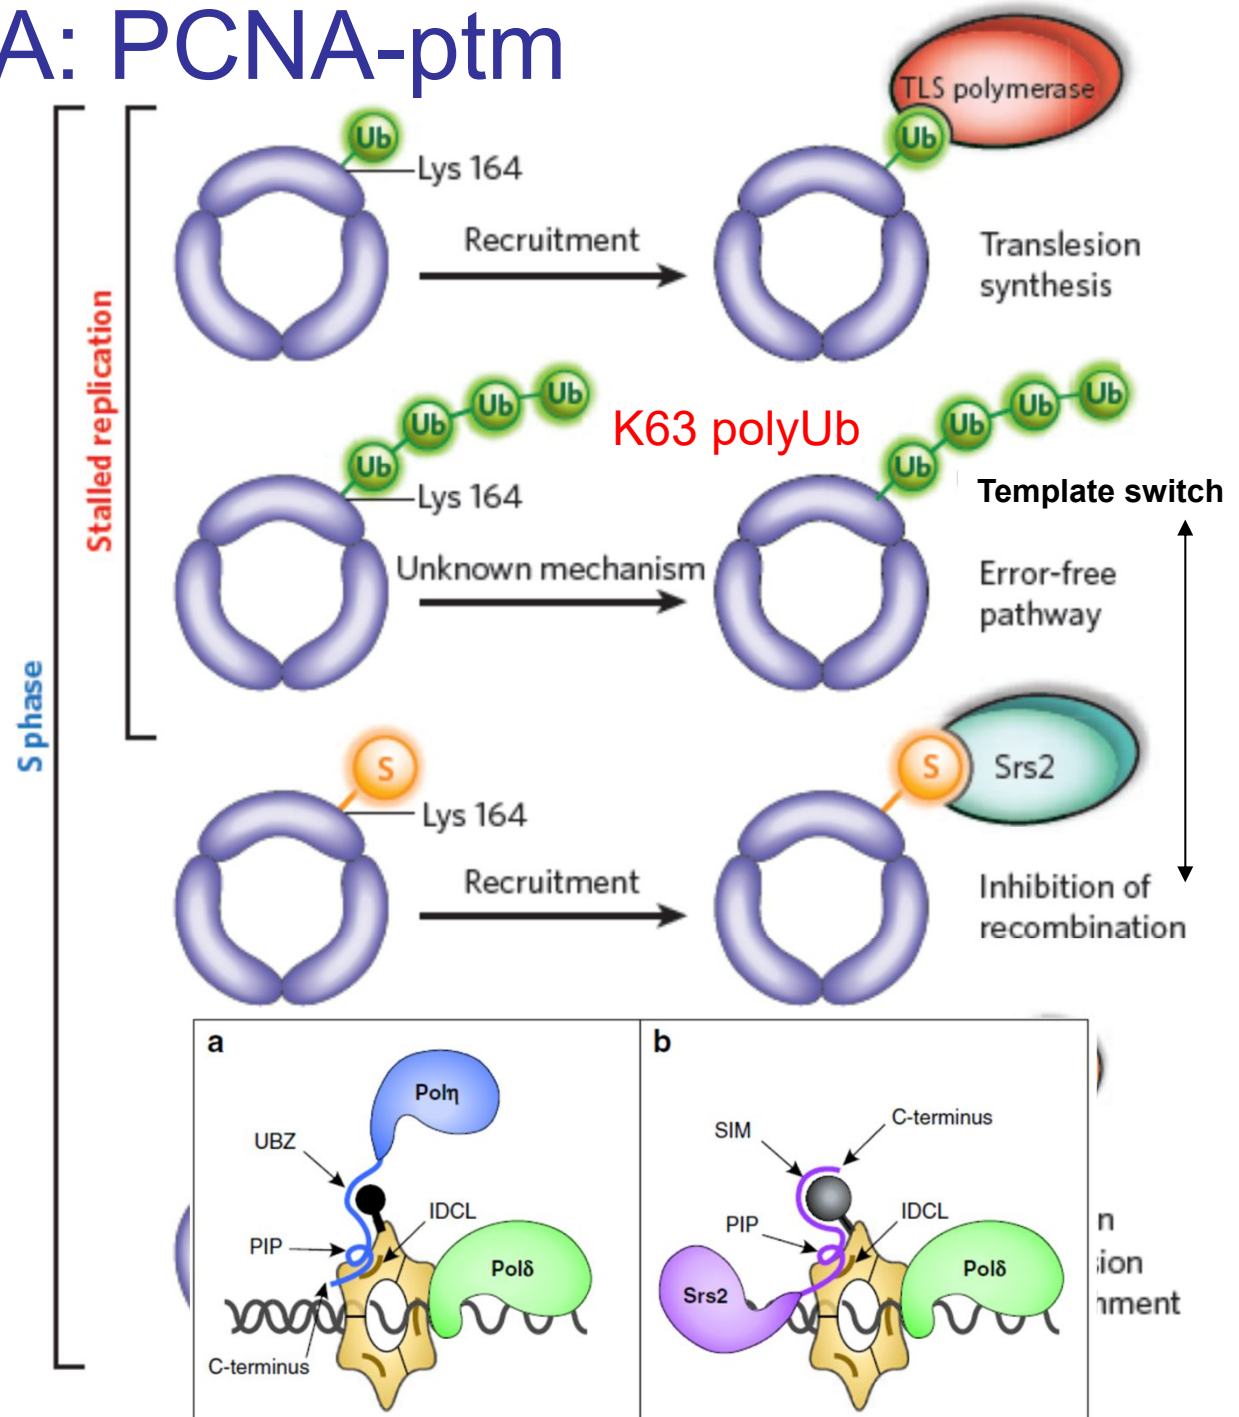 A: PCNA-ptm
TLS polymerase
Ub
Ub
Lys 164
Recruitment
Translesion
synthesis
Stalled replication
Ub
Ub
Ub
Ub
Ub
Ub
Ub
Ub
K63 polyUb
Lys 164
Template switch
Unknown mechanism
Error-free
pathway
S phase
S
S
Srs2
Lys 164
Recruitment
Inhibition of
recombination
a
Polη
UBZ
IDCL
PIP
Polδ
C-terminus
b
C-terminus
SIM
IDCL
PIP
Srs2
Polδ
n
ion
hment